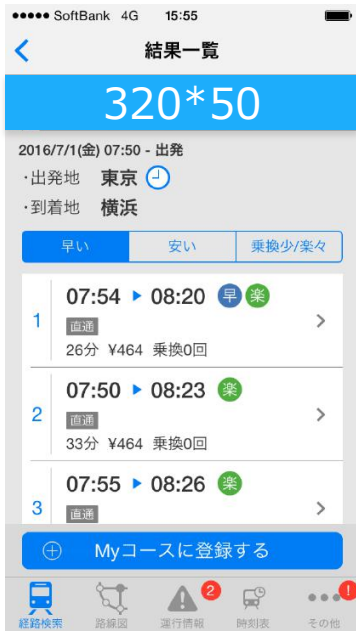 SoftBank 4G 15:55
結果一覧
320*50
2016/7/1(金) 07:50 - 出発
・出発地 東京
・到着地 横浜
早い 安い 乗換少/楽々
1 07:54 ▶ 08:20 早 楽
直通
26分 ¥464 乗換0回
2 07:50 ▶ 08:23 楽
直通
33分 ¥464 乗換0回
3 07:55 ▶ 08:26 楽
直通
Myコースに登録する
2 !
経路検索 路線図 運行情報 時刻表 その他